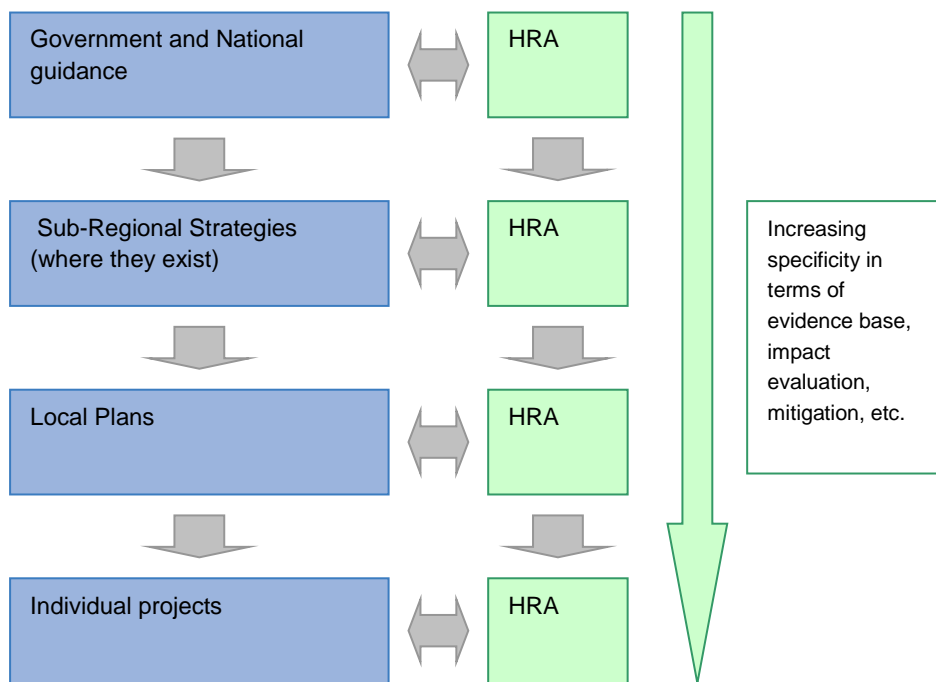 Government and National
guidance
HRA
Sub-Regional Strategies
(where they exist)
HRA
Increasing
specificity in
terms of
evidence base,
impact
evaluation,
mitigation, etc.
Local Plans
HRA
Individual projects
HRA